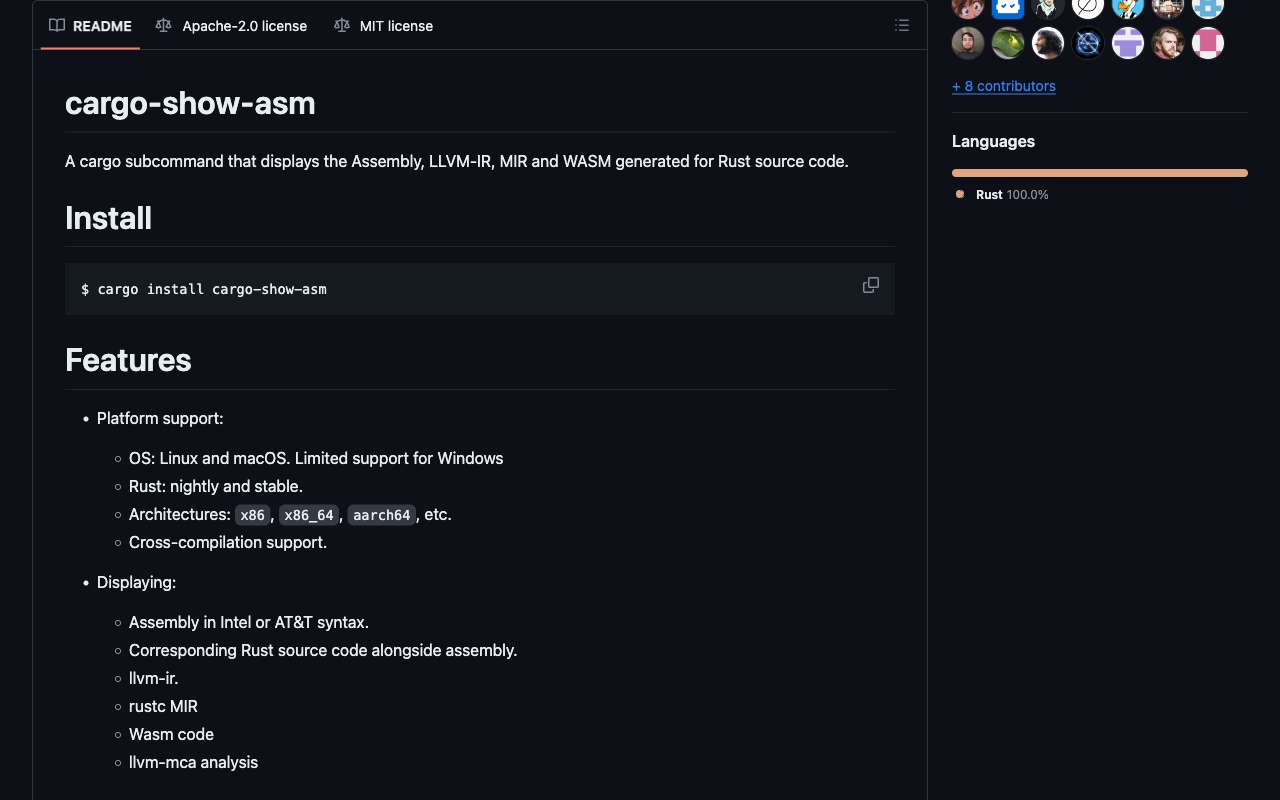 README
Apache-2.0 license
MIT license
cargo-show-asm
A cargo subcommand that displays the Assembly, LLVM-IR, MIR and WASM generated for Rust source code.
Install
$ cargo install cargo-show-asm
Features
• Platform support:
OS: Linux and macOS. Limited support for Windows
Rust: nightly and stable.
Architectures: x86, x86_64, aarch64, etc.
Cross-compilation support.
• Displaying:
Assembly in Intel or AT&T syntax.
Corresponding Rust source code alongside assembly.
llvm-ir.
rustc MIR
Wasm code
llvm-mca analysis
+ 8 contributors
Languages
Rust 100.0%